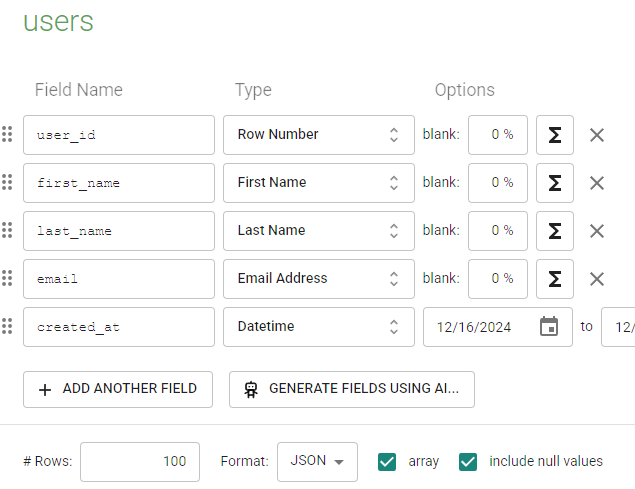 users
Field Name Type Options
user_id Row Number blank: 0 % Σ
first_name First Name blank: 0 % Σ
last_name Last Name blank: 0 % Σ
email Email Address blank: 0 % Σ
created_at Datetime 12/16/2024 to 12/
+ ADD ANOTHER FIELD GENERATE FIELDS USING AI...
# Rows: 100 Format: JSON array include null values